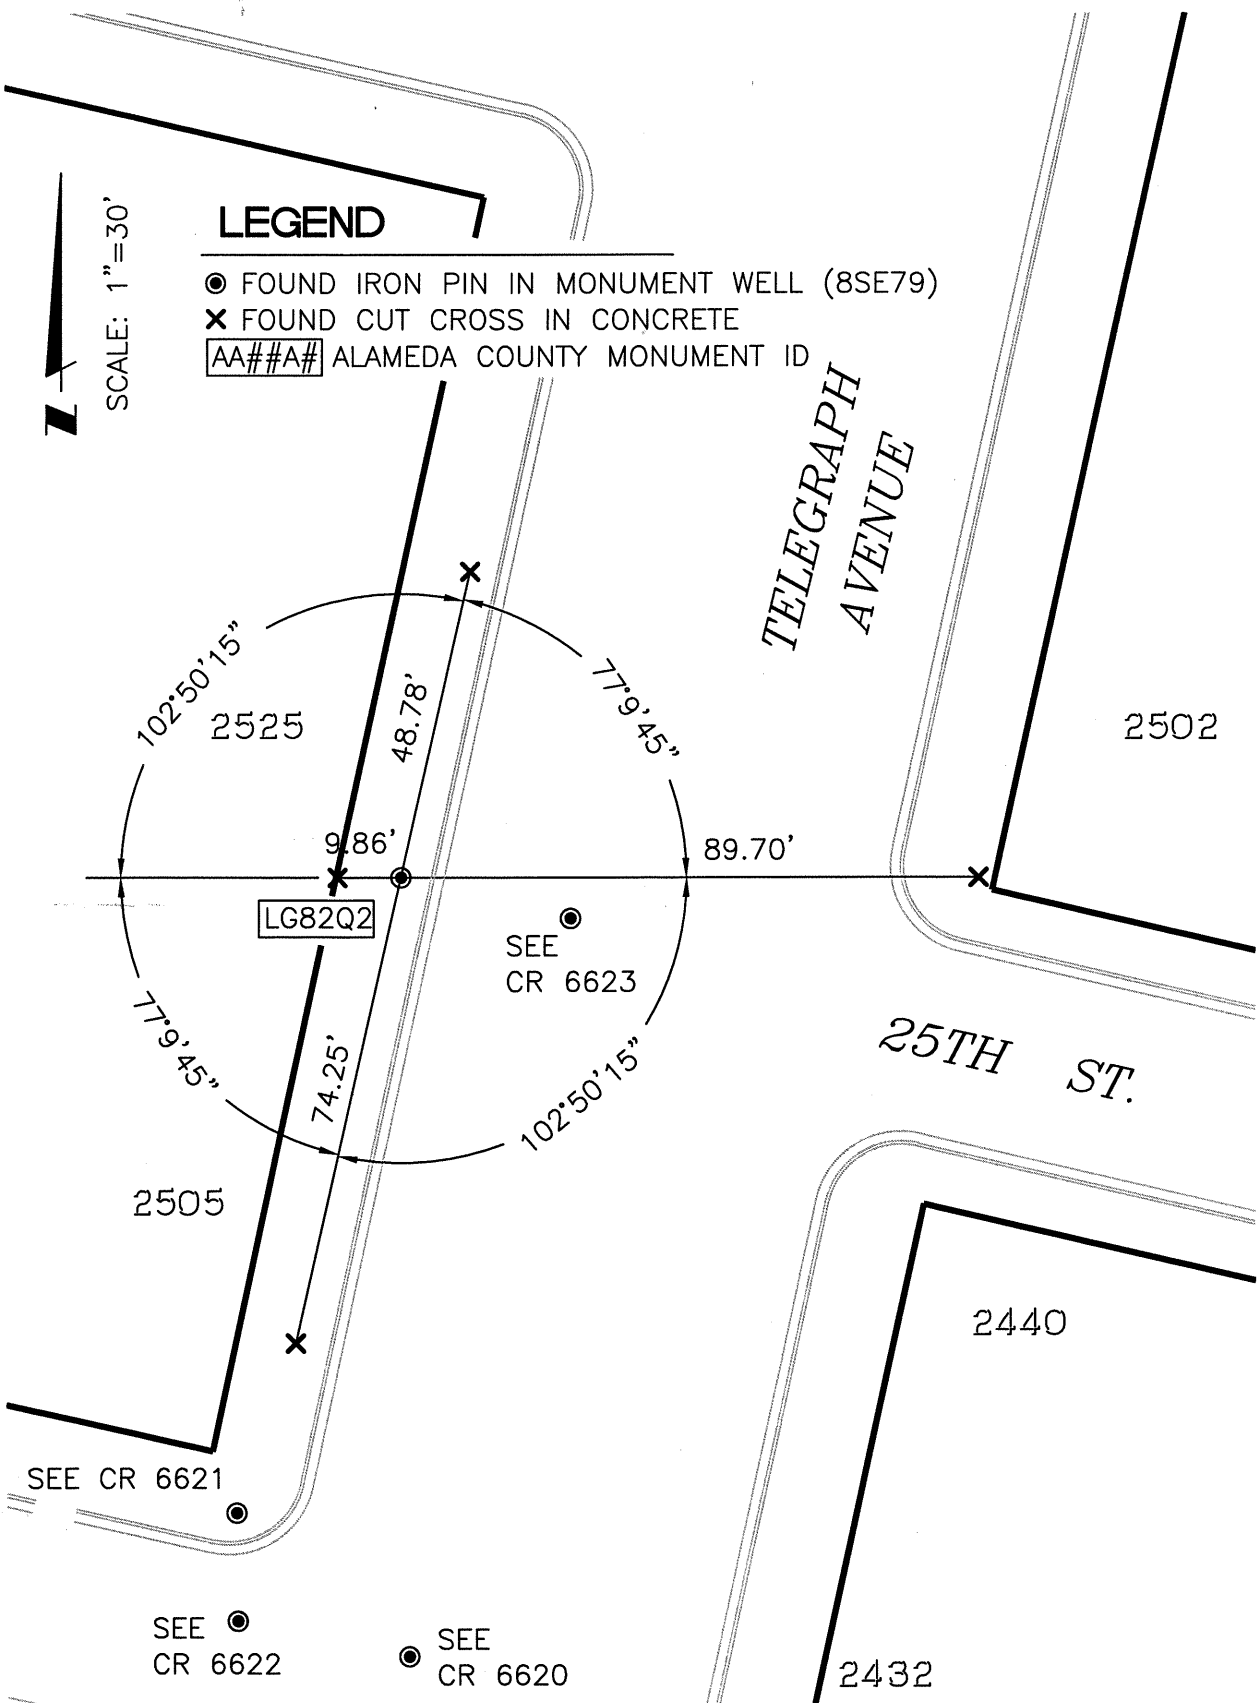 LEGEND
SCALE: 1"=30'
FOUND IRON PIN IN MONUMENT WELL (8SE79)
FOUND CUT CROSS IN CONCRETE
AA##A# ALAMEDA COUNTY MONUMENT ID
TELEGRAPH
AVENUE
102°50'15"
77°9'45"
48.78'
2525
2502
9.86'
89.70'
LG82Q2
SEE
CR 6623
77°9'45"
74.25'
102°50'15"
25TH ST.
2505
2440
SEE CR 6621
SEE
CR 6622
SEE
CR 6620
2432